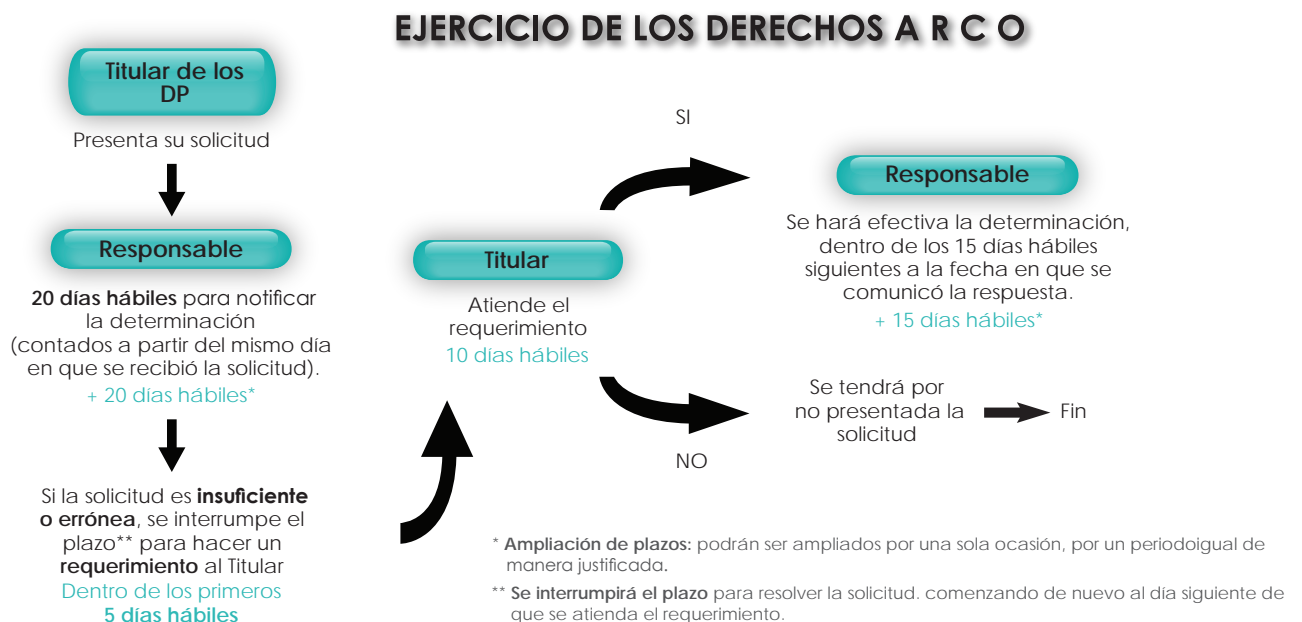 EJERCICIO DE LOS DERECHOS A R C O
Titular de los
DP
Presenta su solicitud
Responsable
20 días hábiles para notificar
la determinación
(contados a partir del mismo día
en que se recibió la solicitud).
+ 20 días hábiles*
Si la solicitud es insuficiente
o errónea, se interrumpe el
plazo** para hacer un
requerimiento al Titular
Dentro de los primeros
5 días hábiles
Titular
Atiende el
requerimiento
10 días hábiles
SI
Responsable
Se hará efectiva la determinación,
dentro de los 15 días hábiles
siguientes a la fecha en que se
comunicó la respuesta.
+ 15 días hábiles*
NO
Se tendrá por
no presentada la
solicitud
Fin
* Ampliación de plazos: podrán ser ampliados por una sola ocasión, por un periodoigual de
manera justificada.
** Se interrumpirá el plazo para resolver la solicitud. comenzando de nuevo al día siguiente de
que se atienda el requerimiento.